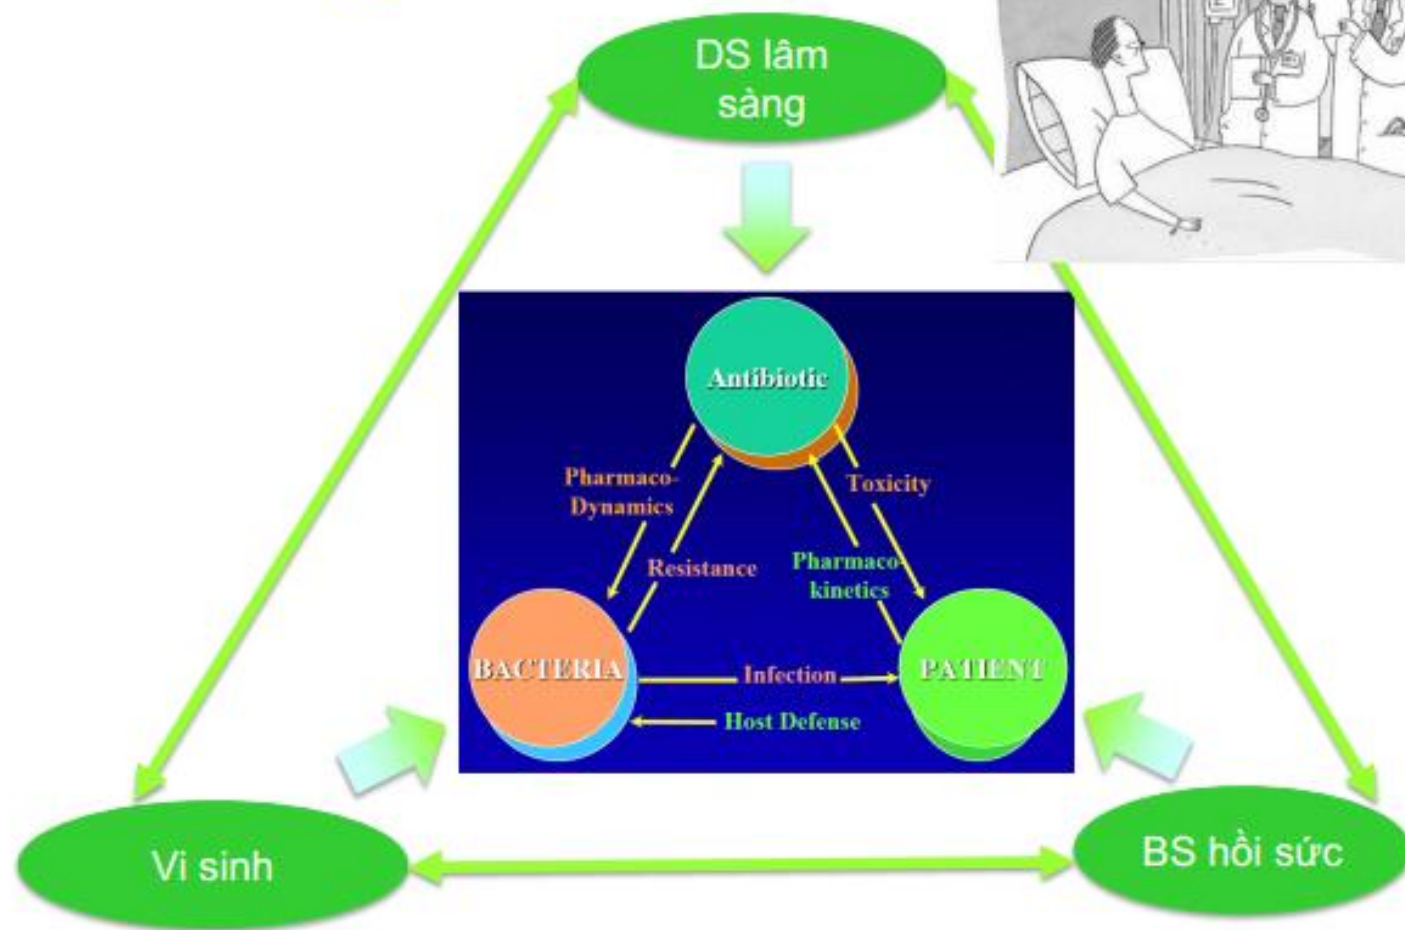 DS lâm
sàng
Antibiotic
Pharmaco-
Dynamics
Toxicity
Resistance
Pharmaco-
kinetics
BACTERIA
Infection
PATIENT
Host Defense
Vi sinh
BS hồi sức